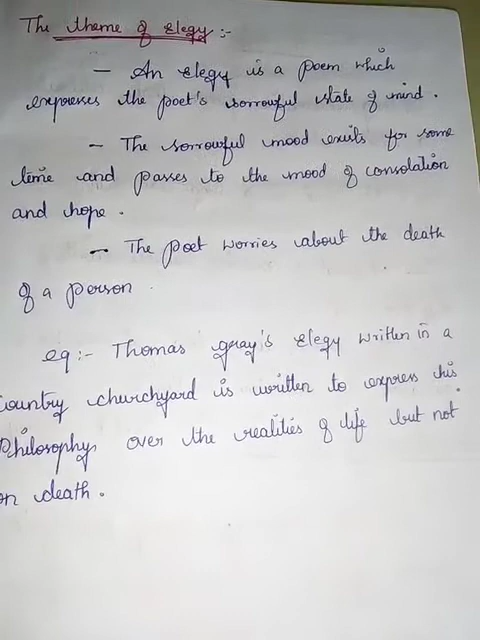 The theme of Elegy :-
— An Elegy is a poem which
expresses the poet's sorrowful state of mind.
— The sorrowful mood exists for some
time and passes to the mood of consolation
and hope.
— The poet worries about the death
of a person
eg:- Thomas gray's Elegy written in a
Country churchyard is written to express his
Philosophy over the realities of life but not
on death.